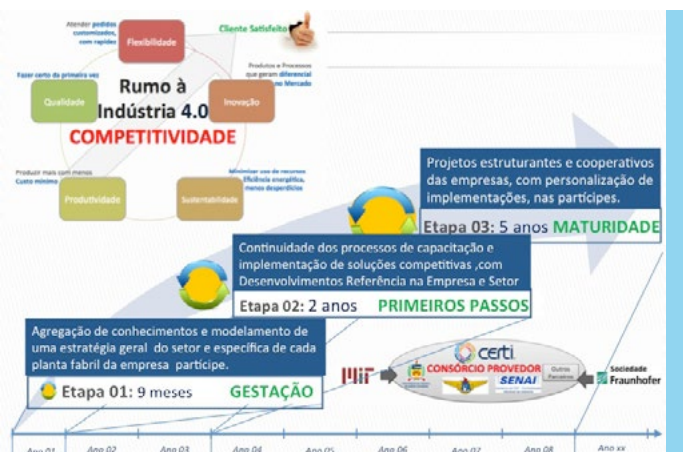 Atender pedidos
customizados,
com rapidez
Flexibilidade
Cliente Satisfeito
Fazer certo da primeira vez
Qualidade
Rumo à
Indústria 4.0
COMPETITIVIDADE
Produtos e Processos
que geram diferencial
no Mercado
Inovação
Produzir mais com menos
Custo mínimo
Produtividade
Minimizar uso de recursos
Eficiência energética,
menos desperdícios
Sustentabilidade
Projetos estruturantes e cooperativos
das empresas, com personalização de
implementações, nas partícipes.
Etapa 03: 5 anos MATURIDADE
Continuidade dos processos de capacitação e
implementação de soluções competitivas ,com
Desenvolvimentos Referência na Empresa e Setor
Etapa 02: 2 anos PRIMEIROS PASSOS
Agregação de conhecimentos e modelamento de
uma estratégia geral do setor e específica de cada
planta fabril da empresa partícipe.
Etapa 01: 9 meses GESTAÇÃO
MIT
certi
CONSÓRCIO PROVEDOR
SENAI
Outros
Parceiros
Sociedade
Fraunhofer
Ano 01 Ano 02 Ano 03 Ano 04 Ano 05 Ano 06 Ano 07 Ano 08 Ano xx